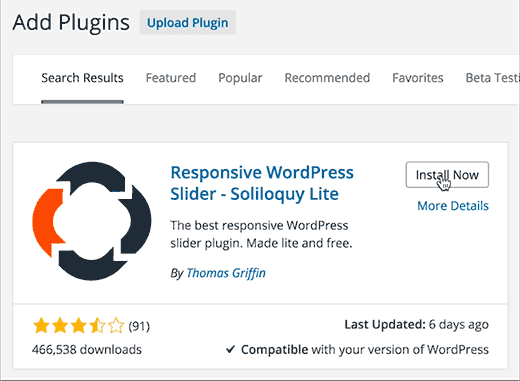 Add Plugins Upload Plugin
Search Results Featured Popular Recommended Favorites Beta Testi
Responsive WordPress
Slider - Soliloquy Lite
Install Now
More Details
The best responsive WordPress
slider plugin. Made lite and free.
By Thomas Griffin
(91)
466,538 downloads
Last Updated: 6 days ago
Compatible with your version of WordPress